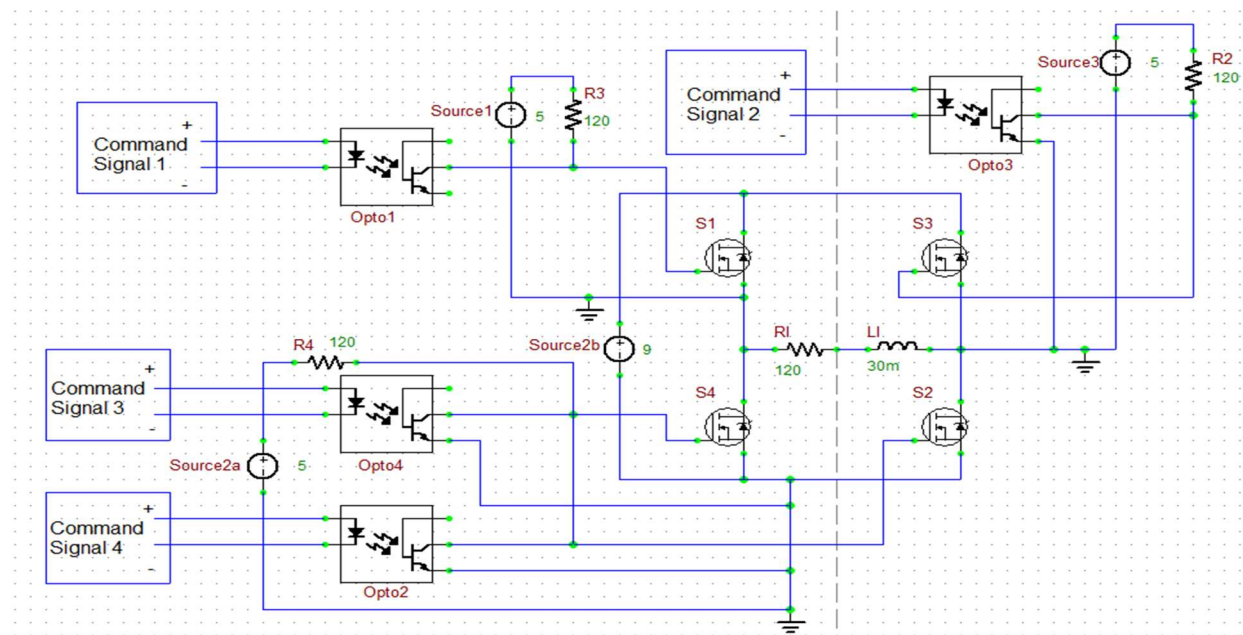 Command
Signal 1
+
-
Opto1
Source1
5
R3
120
Command
Signal 2
+
-
Source3
5
R2
120
Opto3
S1
S3
Source2b
9
Rl
120
Ll
30m
S4
S2
R4
120
Command
Signal 3
+
-
Opto4
Source2a
5
Command
Signal 4
+
-
Opto2